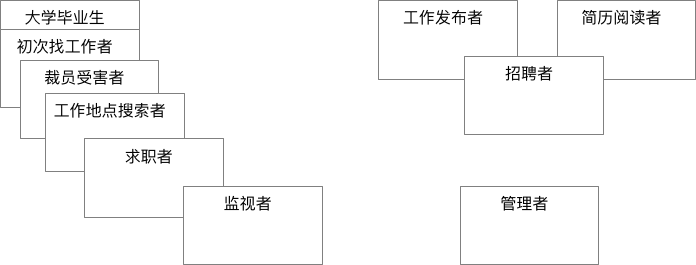 大学毕业生
初次找工作者
裁员受害者
工作地点搜索者
求职者
监视者
工作发布者
简历阅读者
招聘者
管理者